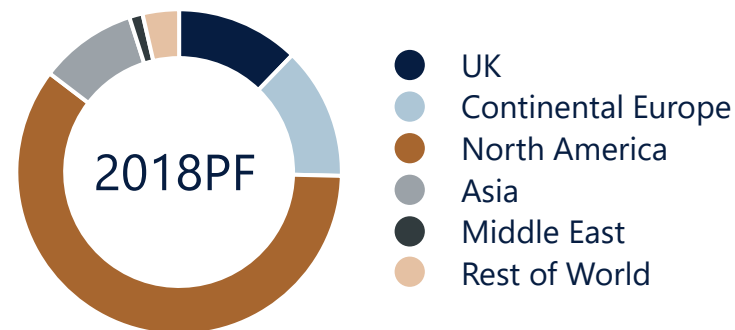 2018PF
UK
Continental Europe
North America
Asia
Middle East
Rest of World